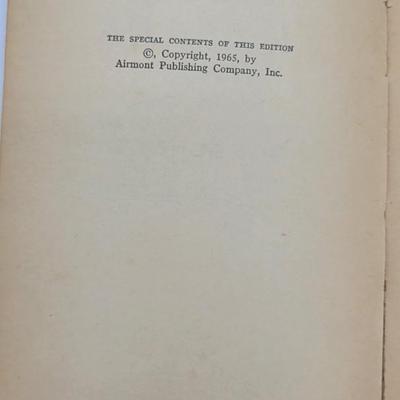 THE SPECIAL CONTENTS OF THIS EDITION
©, Copyright, 1965, by
Airmont Publishing Company, Inc.